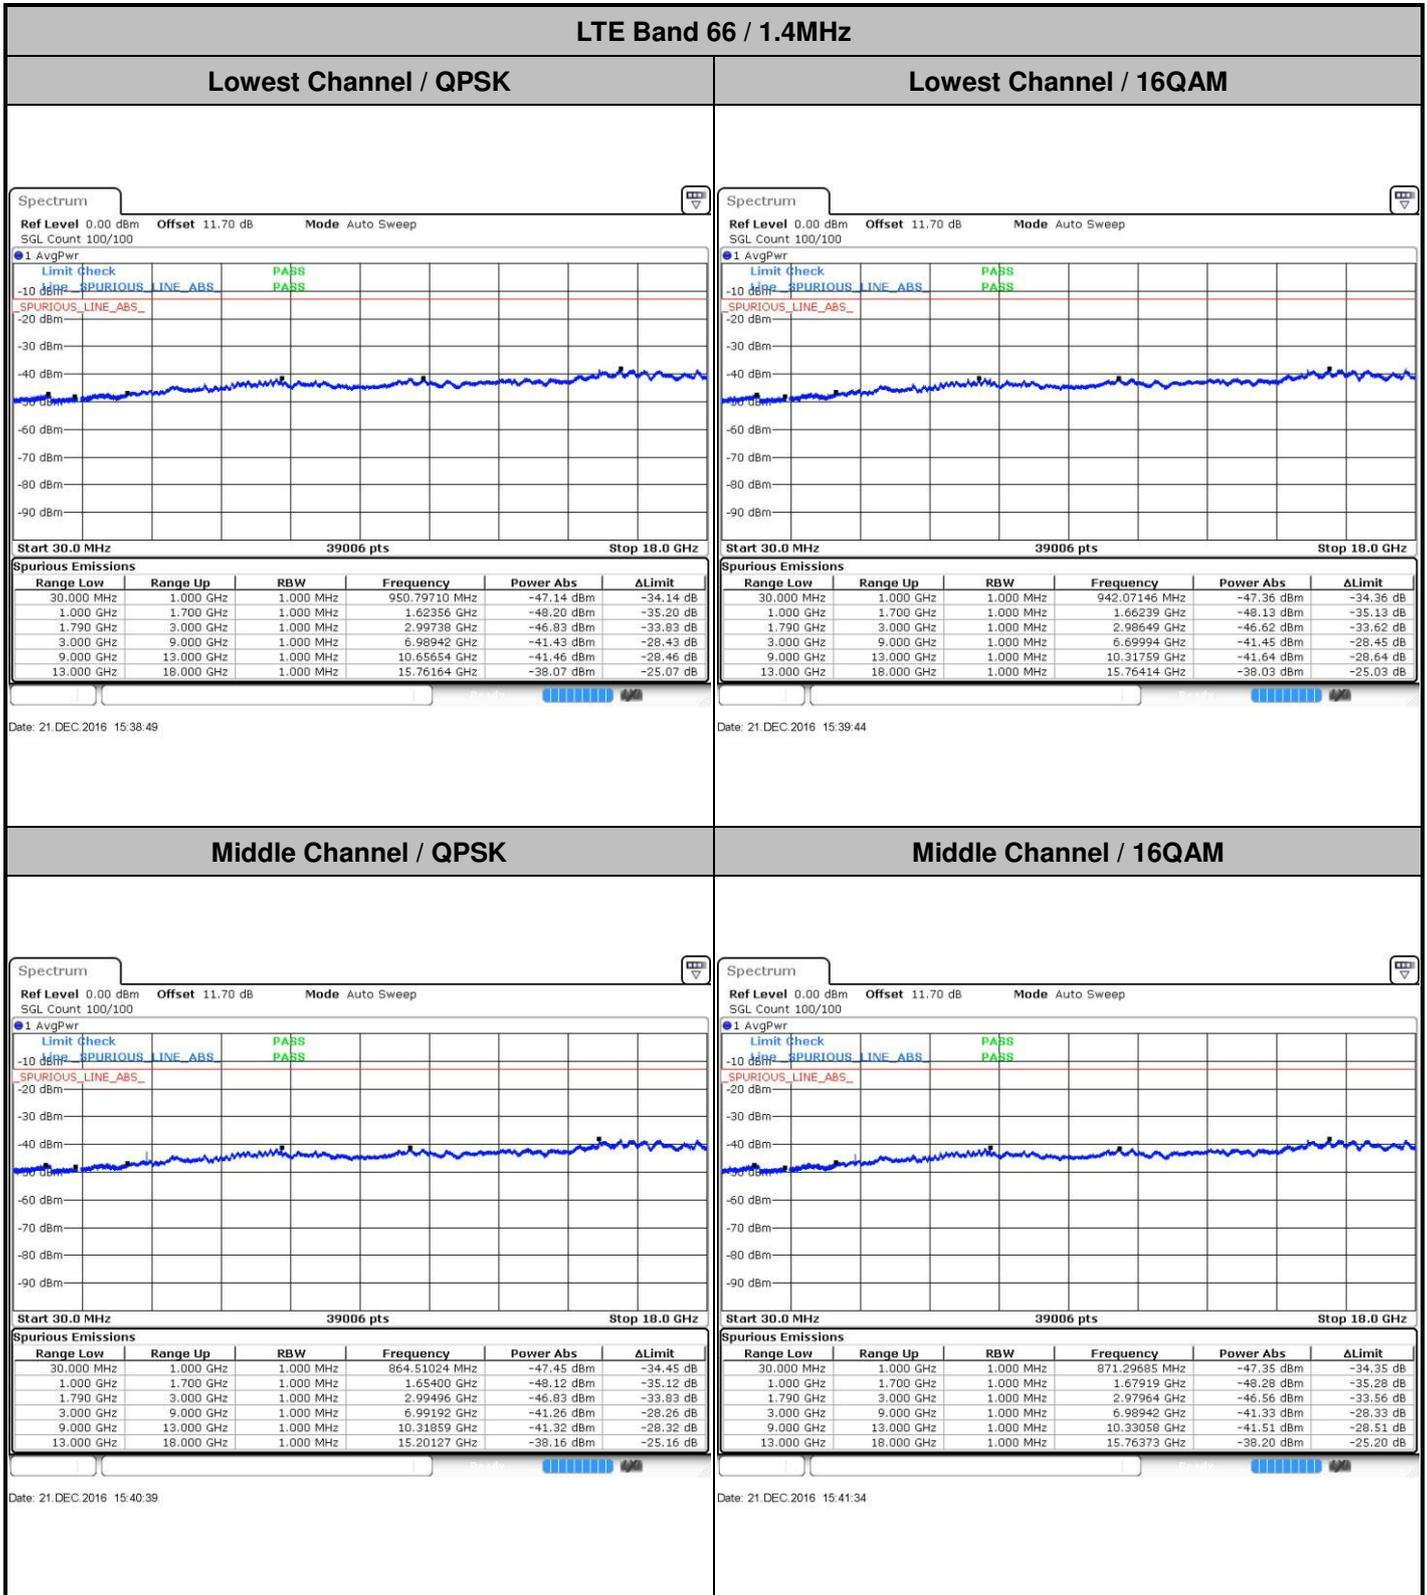 LTE Band 66 / 1.4MHz
Lowest Channel / QPSK
Lowest Channel / 16QAM
Spectrum
Ref Level 0.00 dBm Offset 11.70 dB Mode Auto Sweep
SGL Count 100/100
1 AvgPwr
Limit Check PASS
Line _SPURIOUS_LINE_ABS_ PASS
-10 dBm
_SPURIOUS_LINE_ABS_
-20 dBm
-30 dBm
-40 dBm
-50 dBm
-60 dBm
-70 dBm
-80 dBm
-90 dBm
Start 30.0 MHz 39006 pts Stop 18.0 GHz
Spurious Emissions
Range Low Range Up RBW Frequency Power Abs ΔLimit
30.000 MHz 1.000 GHz 1.000 MHz 950.79710 MHz -47.14 dBm -34.14 dB
1.000 GHz 1.700 GHz 1.000 MHz 1.62356 GHz -48.20 dBm -35.20 dB
1.790 GHz 3.000 GHz 1.000 MHz 2.99738 GHz -46.83 dBm -33.83 dB
3.000 GHz 9.000 GHz 1.000 MHz 6.98942 GHz -41.43 dBm -28.43 dB
9.000 GHz 13.000 GHz 1.000 MHz 10.65654 GHz -41.46 dBm -28.46 dB
13.000 GHz 18.000 GHz 1.000 MHz 15.76164 GHz -38.07 dBm -25.07 dB
Ready
Date: 21.DEC.2016 15:38:49
Spectrum
Ref Level 0.00 dBm Offset 11.70 dB Mode Auto Sweep
SGL Count 100/100
1 AvgPwr
Limit Check PASS
Line _SPURIOUS_LINE_ABS_ PASS
-10 dBm
_SPURIOUS_LINE_ABS_
-20 dBm
-30 dBm
-40 dBm
-50 dBm
-60 dBm
-70 dBm
-80 dBm
-90 dBm
Start 30.0 MHz 39006 pts Stop 18.0 GHz
Spurious Emissions
Range Low Range Up RBW Frequency Power Abs ΔLimit
30.000 MHz 1.000 GHz 1.000 MHz 942.07146 MHz -47.36 dBm -34.36 dB
1.000 GHz 1.700 GHz 1.000 MHz 1.66239 GHz -48.13 dBm -35.13 dB
1.790 GHz 3.000 GHz 1.000 MHz 2.98649 GHz -46.62 dBm -33.62 dB
3.000 GHz 9.000 GHz 1.000 MHz 6.69994 GHz -41.45 dBm -28.45 dB
9.000 GHz 13.000 GHz 1.000 MHz 10.31759 GHz -41.64 dBm -28.64 dB
13.000 GHz 18.000 GHz 1.000 MHz 15.76414 GHz -38.03 dBm -25.03 dB
Ready
Date: 21.DEC.2016 15:39:44
Middle Channel / QPSK
Middle Channel / 16QAM
Spectrum
Ref Level 0.00 dBm Offset 11.70 dB Mode Auto Sweep
SGL Count 100/100
1 AvgPwr
Limit Check PASS
Line _SPURIOUS_LINE_ABS_ PASS
-10 dBm
_SPURIOUS_LINE_ABS_
-20 dBm
-30 dBm
-40 dBm
-50 dBm
-60 dBm
-70 dBm
-80 dBm
-90 dBm
Start 30.0 MHz 39006 pts Stop 18.0 GHz
Spurious Emissions
Range Low Range Up RBW Frequency Power Abs ΔLimit
30.000 MHz 1.000 GHz 1.000 MHz 864.51024 MHz -47.45 dBm -34.45 dB
1.000 GHz 1.700 GHz 1.000 MHz 1.65400 GHz -48.12 dBm -35.12 dB
1.790 GHz 3.000 GHz 1.000 MHz 2.99496 GHz -46.83 dBm -33.83 dB
3.000 GHz 9.000 GHz 1.000 MHz 6.99192 GHz -41.26 dBm -28.26 dB
9.000 GHz 13.000 GHz 1.000 MHz 10.31859 GHz -41.32 dBm -28.32 dB
13.000 GHz 18.000 GHz 1.000 MHz 15.20127 GHz -38.16 dBm -25.16 dB
Date: 21.DEC.2016 15:40:39
Spectrum
Ref Level 0.00 dBm Offset 11.70 dB Mode Auto Sweep
SGL Count 100/100
1 AvgPwr
Limit Check PASS
Line _SPURIOUS_LINE_ABS_ PASS
-10 dBm
_SPURIOUS_LINE_ABS_
-20 dBm
-30 dBm
-40 dBm
-50 dBm
-60 dBm
-70 dBm
-80 dBm
-90 dBm
Start 30.0 MHz 39006 pts Stop 18.0 GHz
Spurious Emissions
Range Low Range Up RBW Frequency Power Abs ΔLimit
30.000 MHz 1.000 GHz 1.000 MHz 871.29685 MHz -47.35 dBm -34.35 dB
1.000 GHz 1.700 GHz 1.000 MHz 1.67919 GHz -48.28 dBm -35.28 dB
1.790 GHz 3.000 GHz 1.000 MHz 2.97964 GHz -46.56 dBm -33.56 dB
3.000 GHz 9.000 GHz 1.000 MHz 6.98942 GHz -41.33 dBm -28.33 dB
9.000 GHz 13.000 GHz 1.000 MHz 10.33058 GHz -41.51 dBm -28.51 dB
13.000 GHz 18.000 GHz 1.000 MHz 15.76373 GHz -38.20 dBm -25.20 dB
Ready
Date: 21.DEC.2016 15:41:34